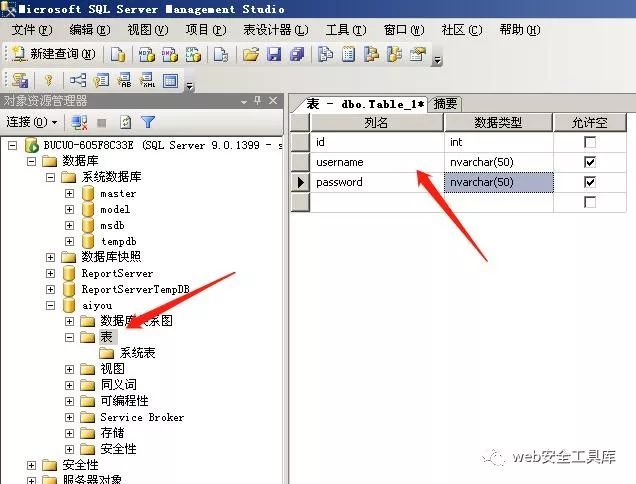 Microsoft SQL Server Management Studio
文件(F) 编辑(E) 视图(V) 项目(P) 表设计器(L) 工具(T) 窗口(W) 社区(C) 帮助(H)
新建查询(N)
对象资源管理器
连接(O)
BUCUO-605F8C33E (SQL Server 9.0.1399 - s
数据库
系统数据库
master
model
msdb
tempdb
数据库快照
ReportServer
ReportServerTempDB
aiyou
数据库关系图
表
系统表
视图
同义词
可编程性
Service Broker
存储
安全性
安全性
服务器对象
表 - dbo.Table_1* 摘要
列名 数据类型 允许空
id int
username nvarchar(50)
password nvarchar(50)
web安全工具库